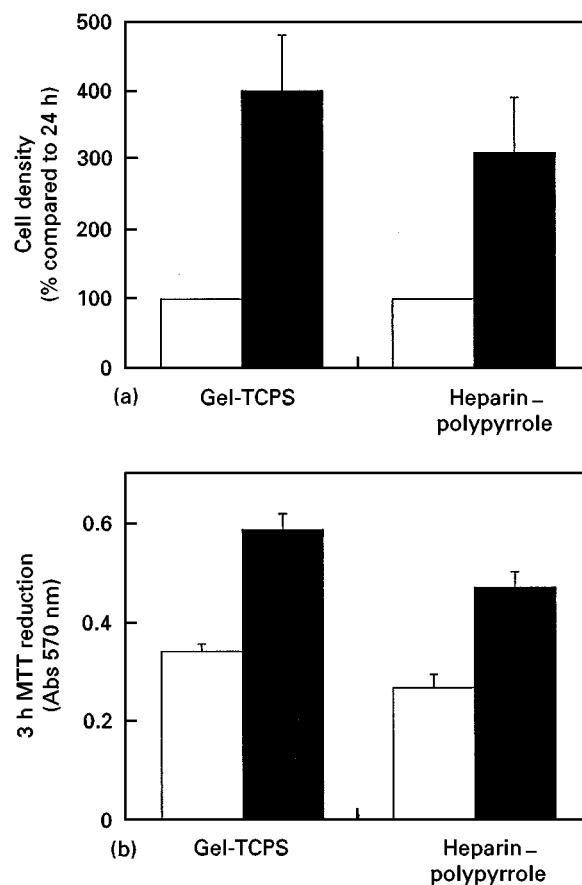 500
400
300
200
100
0
Cell density
(% compared to 24 h)
(a)
Gel-TCPS
Heparin –
polypyrrole
0.6
0.4
0.2
0
3 h MTT reduction
(Abs 570 nm)
(b)
Gel-TCPS
Heparin –
polypyrrole